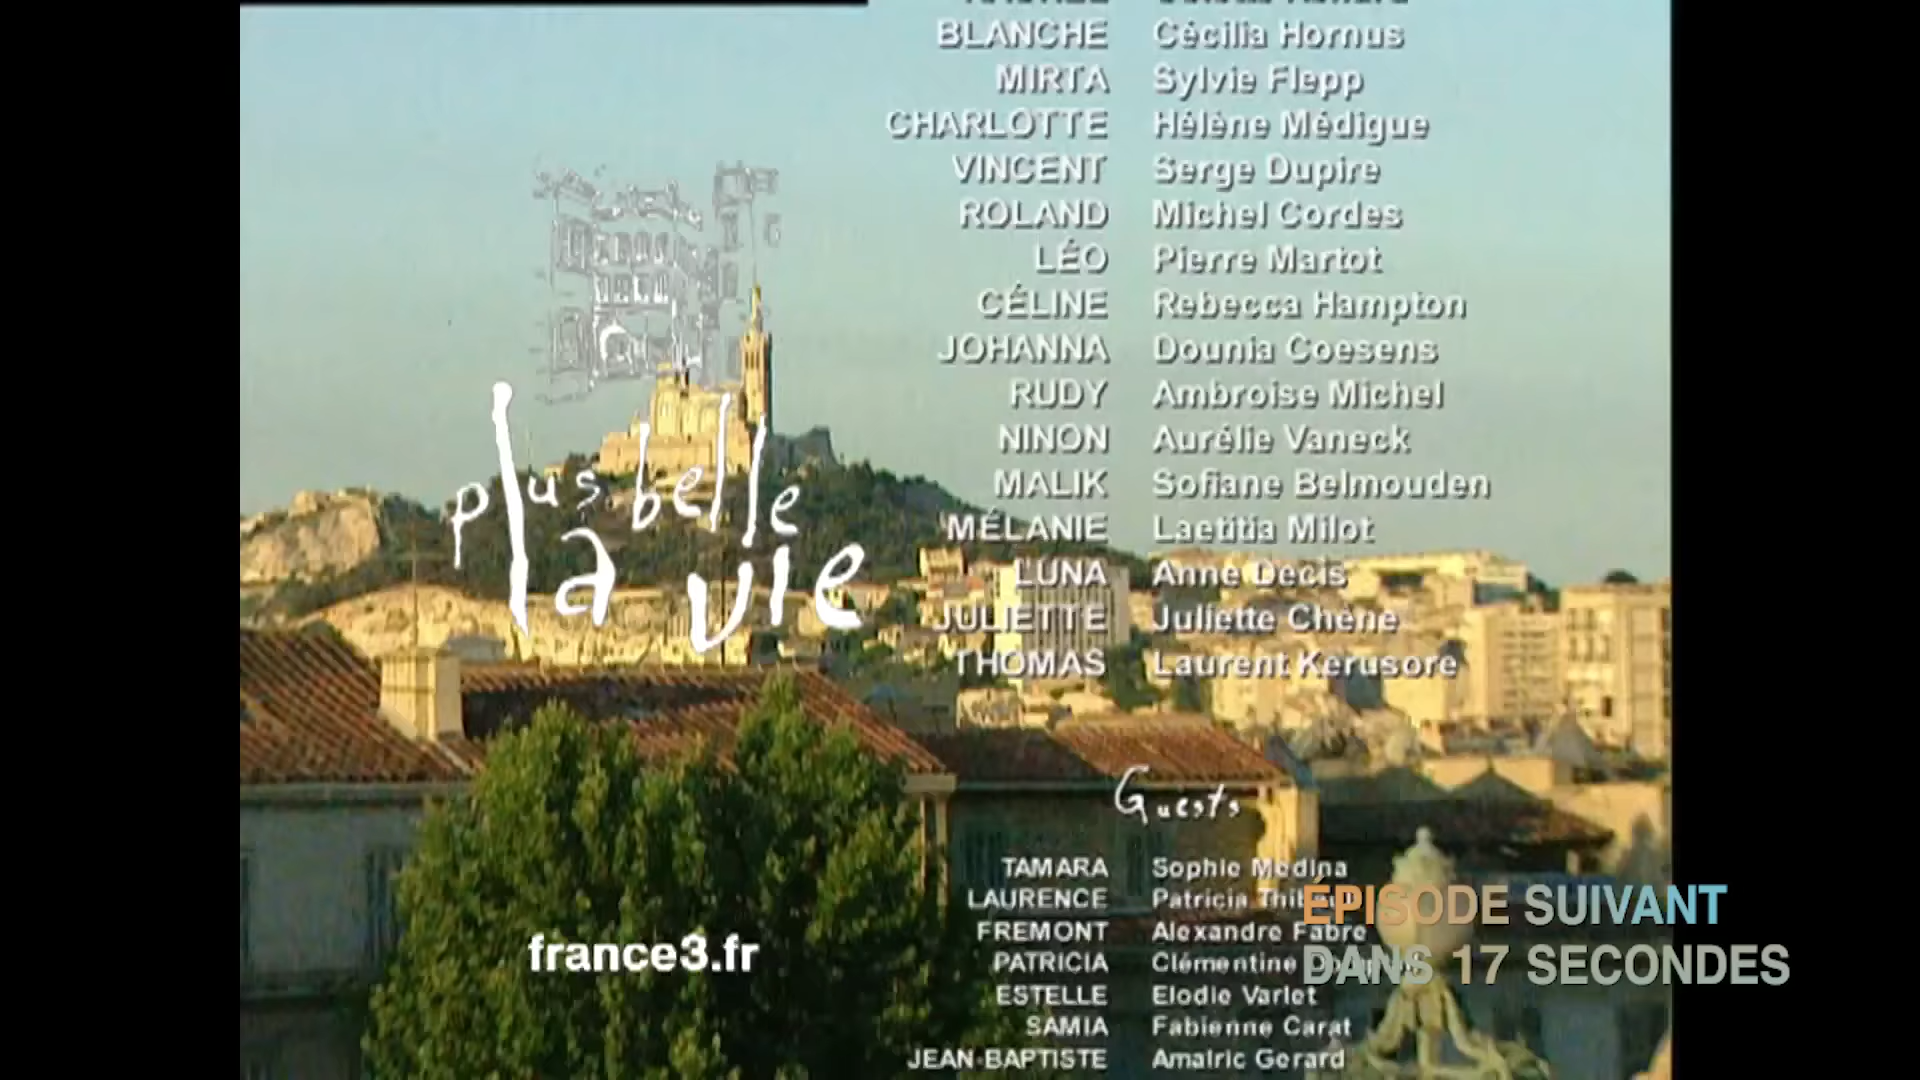 BLANCHE Cécilia Hornus
MIRTA Sylvie Flepp
CHARLOTTE Hélène Médigue
VINCENT Serge Dupire
ROLAND Michel Cordes
LÉO Pierre Martot
CÉLINE Rebecca Hampton
JOHANNA Dounia Coesens
RUDY Ambroise Michel
NINON Aurélie Vaneck
MALIK Sofiane Belmouden
MÉLANIE Laetitia Milot
LUNA Anne Decis
JULIETTE Juliette Chêne
THOMAS Laurent Kerusore
plus belle
la vie
Guests
TAMARA Sophie Medina
LAURENCE Patricia
FREMONT Alexandre Fabre
PATRICIA Clémentine
ESTELLE Elodie Varlet
SAMIA Fabienne Carat
JEAN-BAPTISTE Amalric Gerard
france3.fr
ÉPISODE SUIVANT
DANS 17 SECONDES